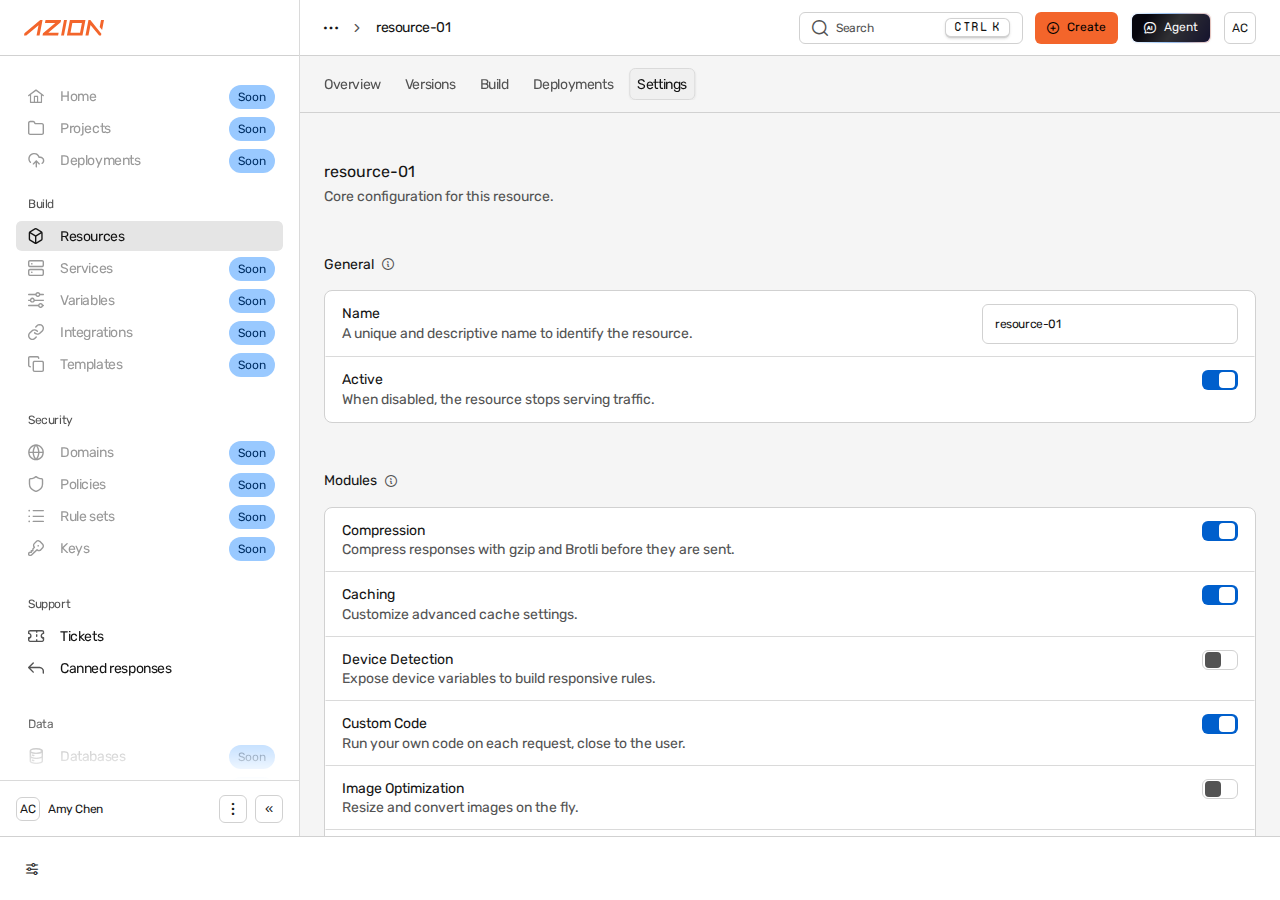 AZION
resource-01
Search
CTRL K
Create
AI
Agent
AC
Home
Soon
Projects
Soon
Deployments
Soon
Build
Resources
Services
Soon
Variables
Soon
Integrations
Soon
Templates
Soon
Security
Domains
Soon
Policies
Soon
Rule sets
Soon
Keys
Soon
Support
Tickets
Canned responses
Data
Databases
Soon
AC
Amy Chen
Overview
Versions
Build
Deployments
Settings
resource-01
Core configuration for this resource.
General
Name
A unique and descriptive name to identify the resource.
resource-01
Active
When disabled, the resource stops serving traffic.
Modules
Compression
Compress responses with gzip and Brotli before they are sent.
Caching
Customize advanced cache settings.
Device Detection
Expose device variables to build responsive rules.
Custom Code
Run your own code on each request, close to the user.
Image Optimization
Resize and convert images on the fly.